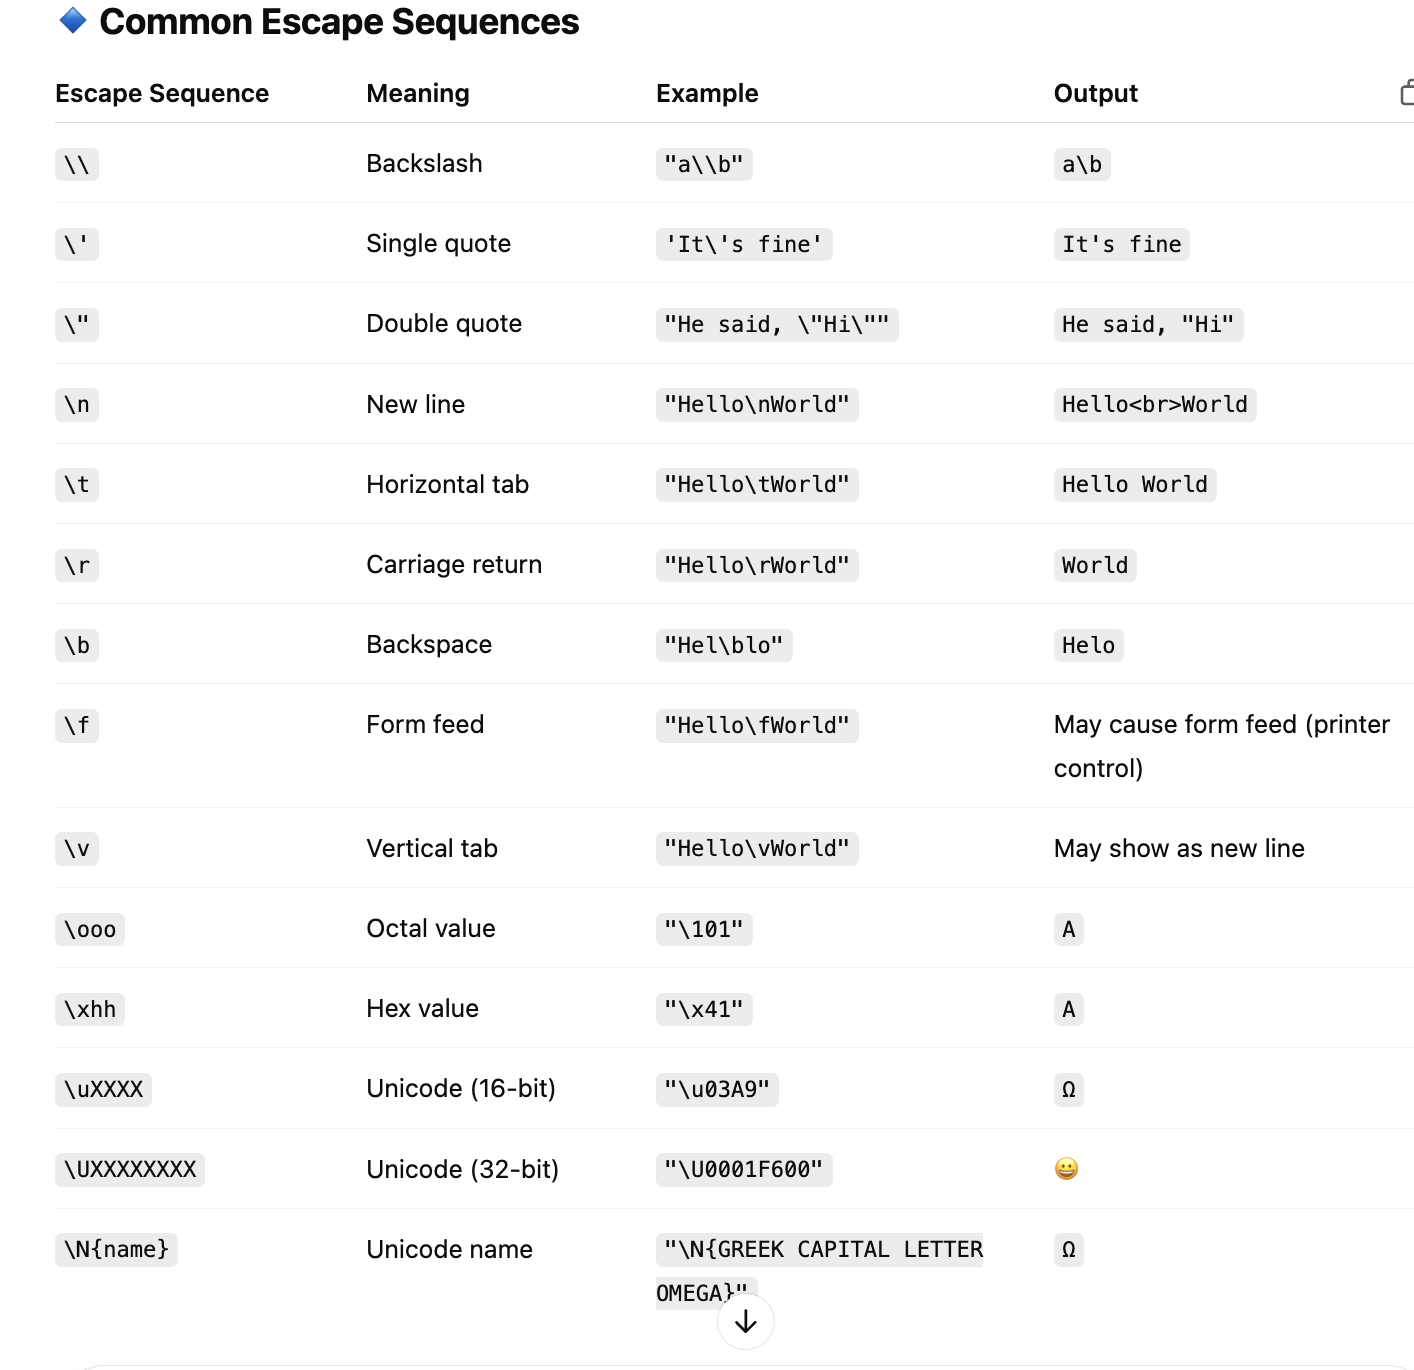 🔹 Common Escape Sequences
Escape Sequence Meaning Example Output
\\ Backslash "a\\b" a\b
\' Single quote 'It\'s fine' It's fine
\" Double quote "He said, \"Hi\"" He said, "Hi"
\n New line "Hello\nWorld" Hello<br>World
\t Horizontal tab "Hello\tWorld" Hello World
\r Carriage return "Hello\rWorld" World
\b Backspace "Hel\blo" Helo
\f Form feed "Hello\fWorld" May cause form feed (printer
control)
\v Vertical tab "Hello\vWorld" May show as new line
\ooo Octal value "\101" A
\xhh Hex value "\x41" A
\uXXXX Unicode (16-bit) "\u03A9" Ω
\UXXXXXXXX Unicode (32-bit) "\U0001F600" 😀
\N{name} Unicode name "\N{GREEK CAPITAL LETTER Ω
OMEGA}"